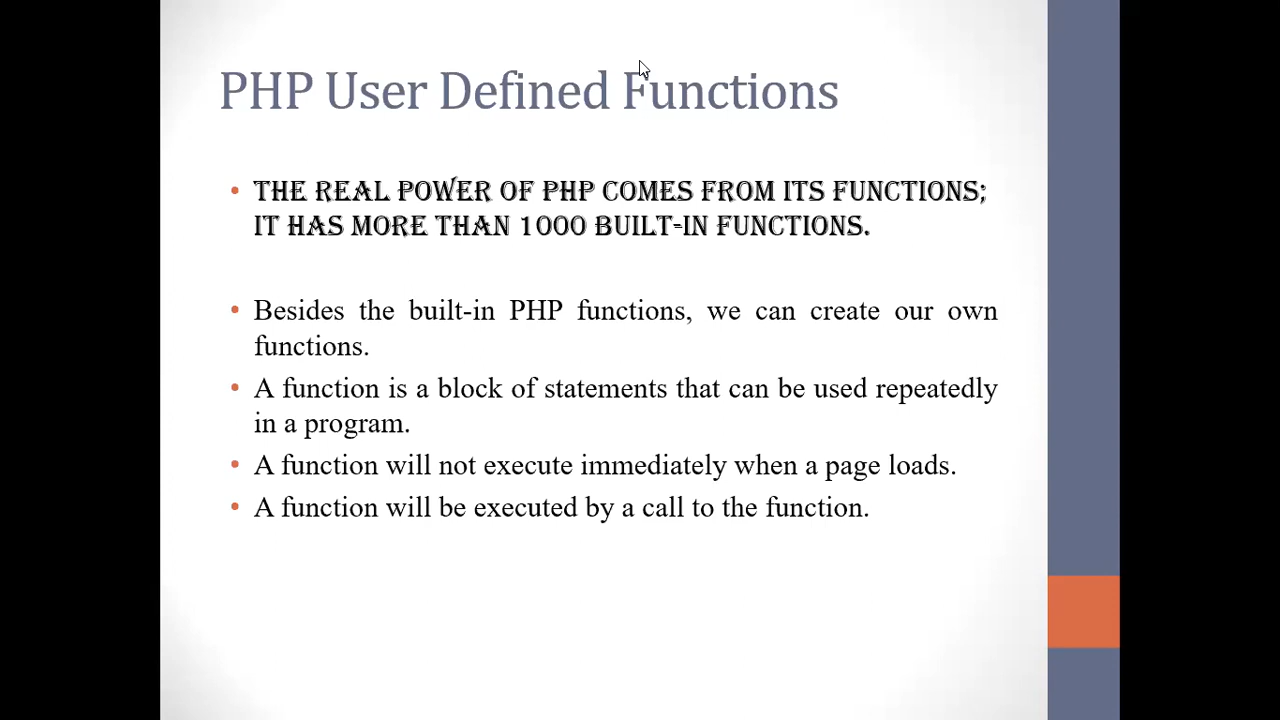 PHP User Defined Functions
• THE REAL POWER OF PHP COMES FROM ITS FUNCTIONS;
IT HAS MORE THAN 1000 BUILT-IN FUNCTIONS.
• Besides the built-in PHP functions, we can create our own
functions.
• A function is a block of statements that can be used repeatedly
in a program.
• A function will not execute immediately when a page loads.
• A function will be executed by a call to the function.